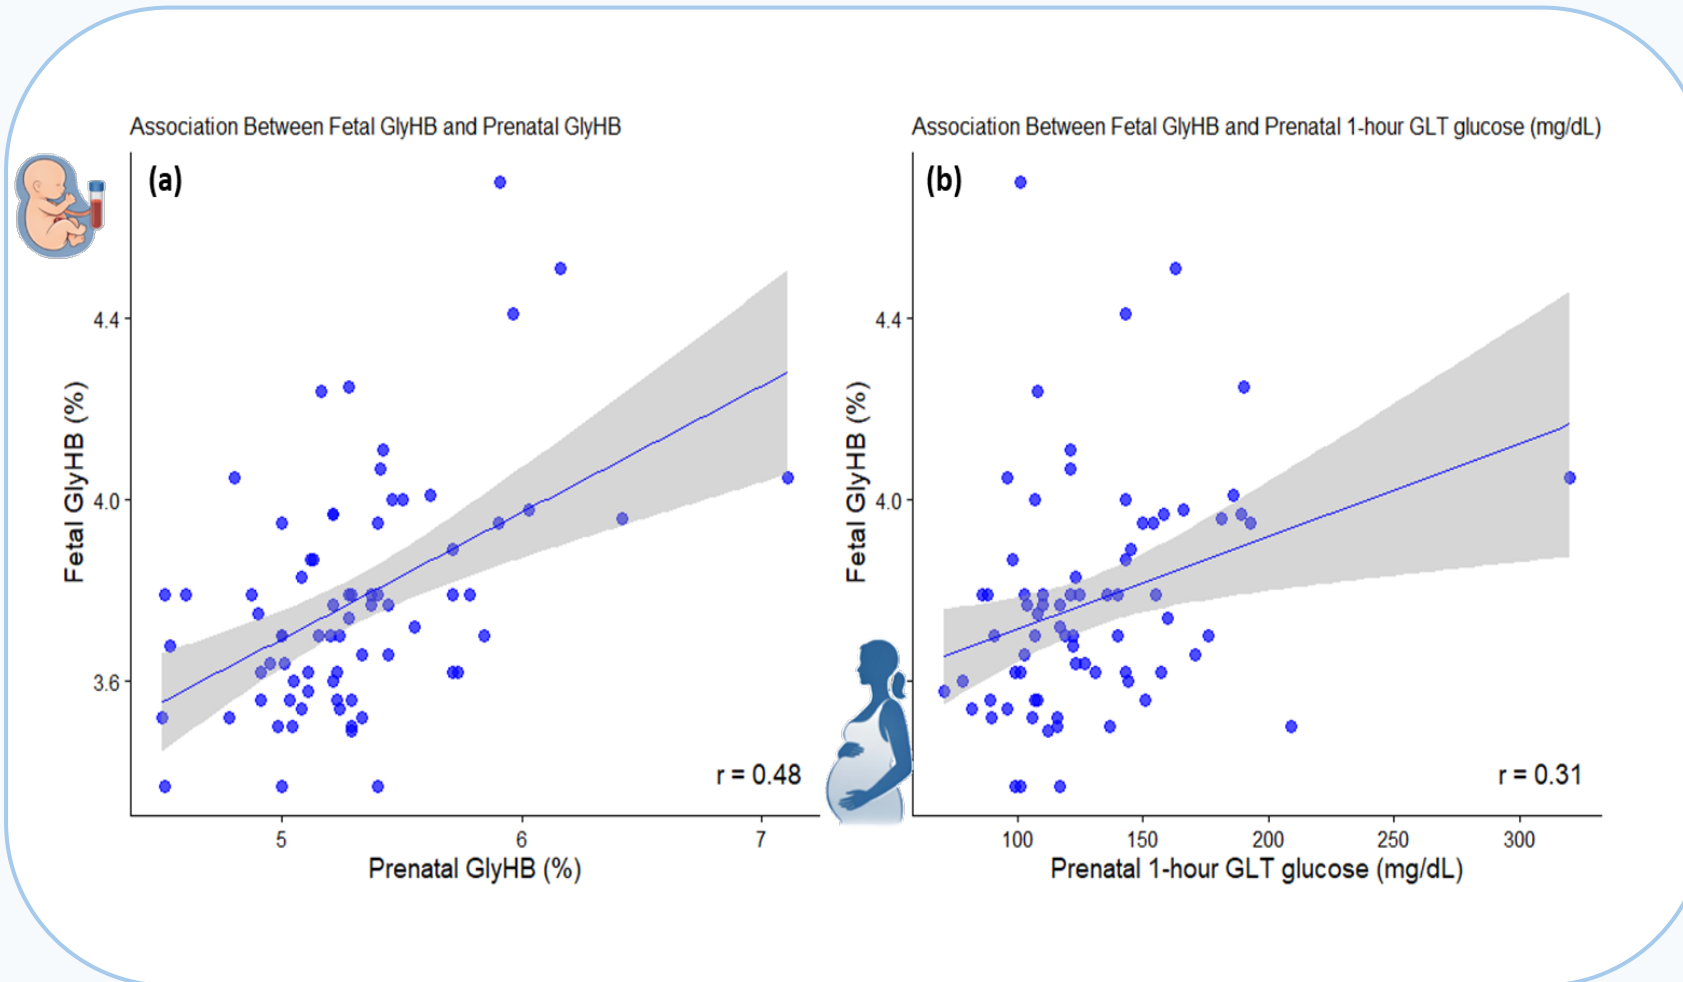 Association Between Fetal GlyHB and Prenatal GlyHB
(a)
4.4
4.0
3.6
Fetal GlyHB (%)
r = 0.48
5 6 7
Prenatal GlyHB (%)
Association Between Fetal GlyHB and Prenatal 1-hour GLT glucose (mg/dL)
(b)
4.4
4.0
Fetal GlyHB (%)
r = 0.31
100 150 200 250 300
Prenatal 1-hour GLT glucose (mg/dL)